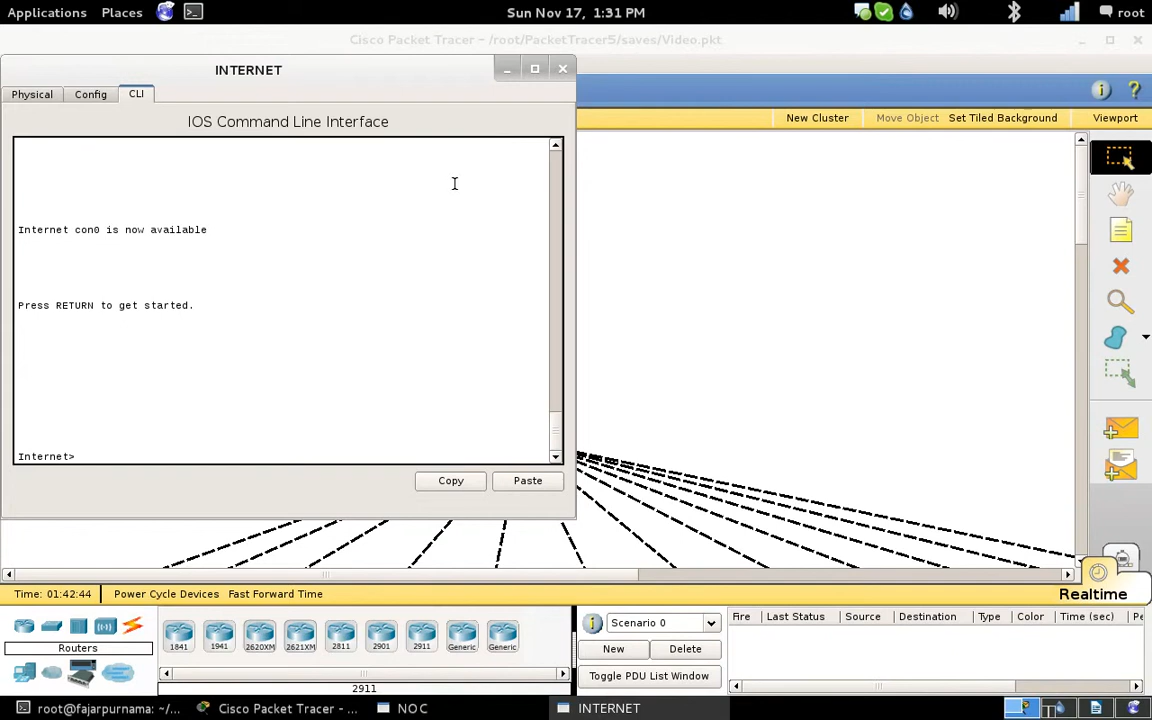 Applications Places Sun Nov 17, 1:31 PM root
Cisco Packet Tracer - /root/PacketTracer5/saves/Video.pkt
INTERNET
Physical Config CLI
New Cluster Move Object Set Tiled Background Viewport
IOS Command Line Interface
Internet con0 is now available
Press RETURN to get started.
Internet>
Copy Paste
Time: 01:42:44 Power Cycle Devices Fast Forward Time
Realtime
Routers
1841 1941 2620XM 2621XM 2811 2901 2911 Generic Generic
2911
Scenario 0
New Delete
Toggle PDU List Window
Fire Last Status Source Destination Type Color Time (sec) Pe
root@fajarpurnama: ~/... Cisco Packet Tracer - ... NOC INTERNET